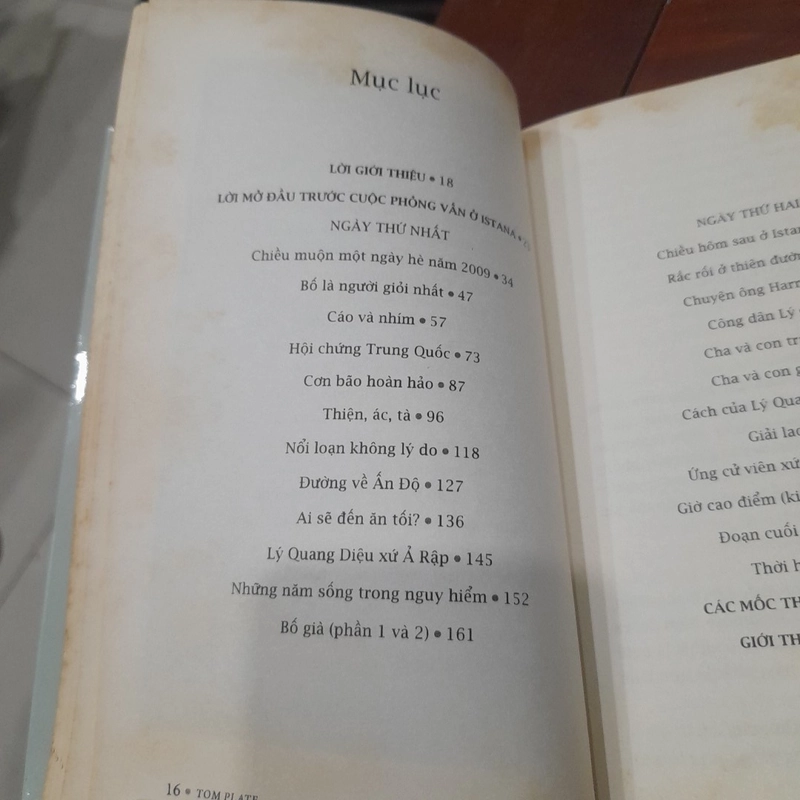 Mục lục
LỜI GIỚI THIỆU • 18
LỜI MỞ ĐẦU TRƯỚC CUỘC PHỎNG VẤN Ở ISTANA •
NGÀY THỨ NHẤT
Chiều muộn một ngày hè năm 2009 • 34
Bố là người giỏi nhất • 47
Cáo và nhím • 57
Hội chứng Trung Quốc • 73
Cơn bão hoàn hảo • 87
Thiện, ác, tà • 96
Nổi loạn không lý do • 118
Đường về Ấn Độ • 127
Ai sẽ đến ăn tối? • 136
Lý Quang Diệu xứ Ả Rập • 145
Những năm sống trong nguy hiểm • 152
Bố già (phần 1 và 2) • 161
16 • TOM PLATE
NGÀY THỨ HAI
Chiều hôm sau ở Istan
Rắc rối ở thiên đườ
Chuyện ông Harr
Công dân Lý
Cha và con tr
Cha và con g
Cách của Lý Qua
Giải lao
Ứng cử viên xứ
Giờ cao điểm (ki
Đoạn cuối
Thời h
CÁC MỐC TH
GIỚI TH